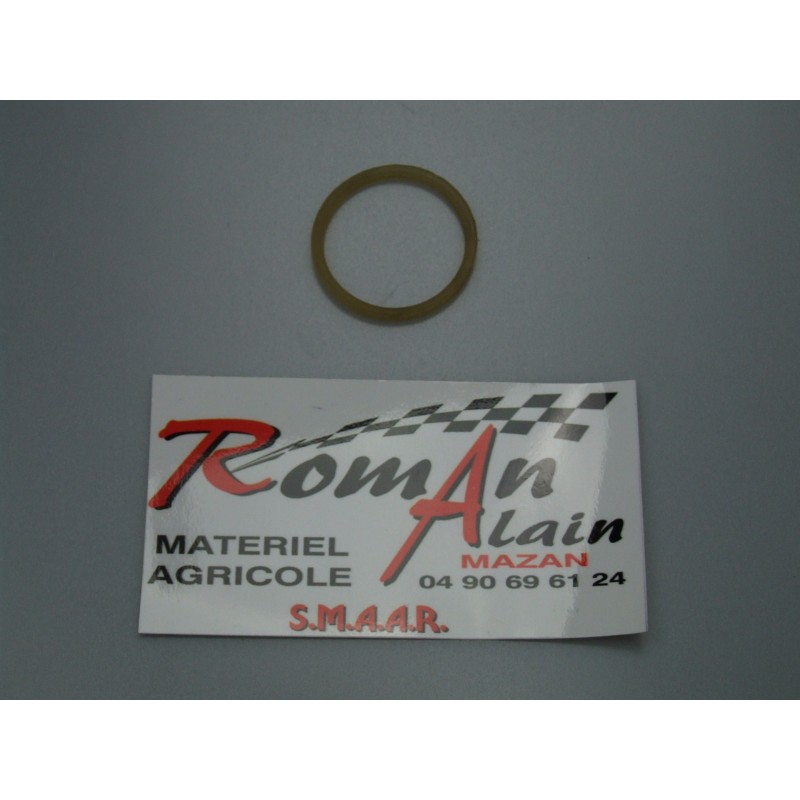 Roman
Alain
MATERIEL
AGRICOLE
MAZAN
04 90 69 61 24
S.M.A.A.R.